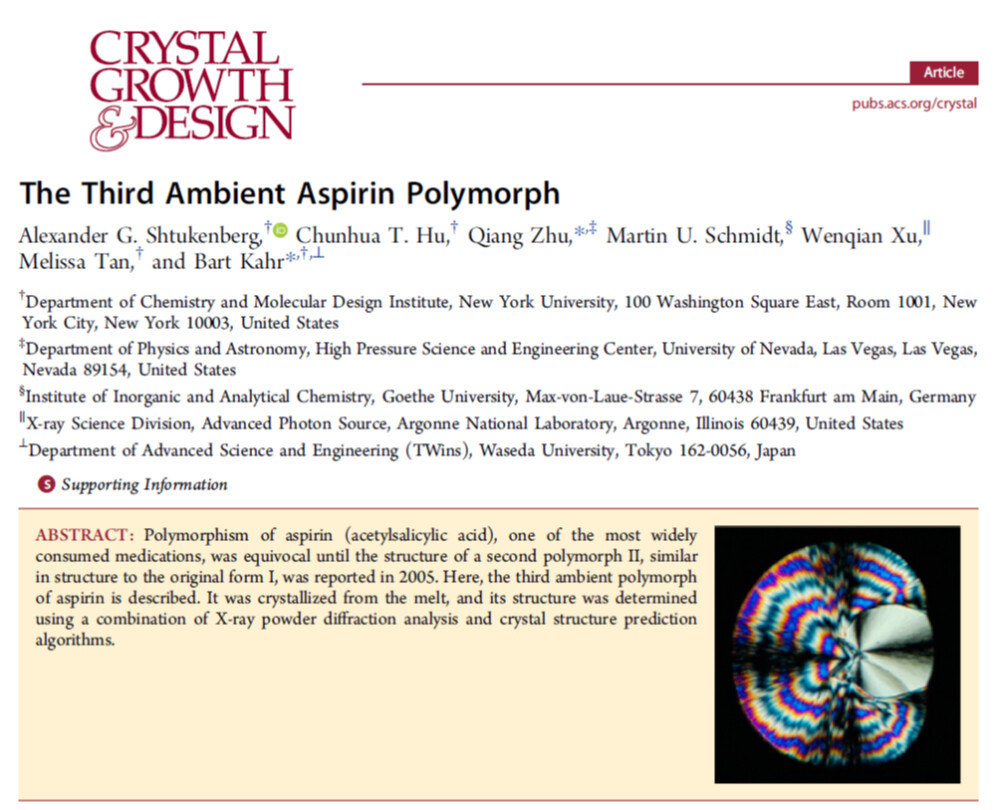 CRYSTAL
GROWTH
&DESIGN
Article
pubs.acs.org/crystal
The Third Ambient Aspirin Polymorph
Alexander G. Shtukenberg,† Chunhua T. Hu,† Qiang Zhu,*,‡ Martin U. Schmidt,§ Wenqian Xu,∥
Melissa Tan,† and Bart Kahr*,†,⊥
†Department of Chemistry and Molecular Design Institute, New York University, 100 Washington Square East, Room 1001, New
York City, New York 10003, United States
‡Department of Physics and Astronomy, High Pressure Science and Engineering Center, University of Nevada, Las Vegas, Las Vegas,
Nevada 89154, United States
§Institute of Inorganic and Analytical Chemistry, Goethe University, Max-von-Laue-Strasse 7, 60438 Frankfurt am Main, Germany
∥X-ray Science Division, Advanced Photon Source, Argonne National Laboratory, Argonne, Illinois 60439, United States
⊥Department of Advanced Science and Engineering (TWins), Waseda University, Tokyo 162-0056, Japan
S Supporting Information
ABSTRACT: Polymorphism of aspirin (acetylsalicylic acid), one of the most widely
consumed medications, was equivocal until the structure of a second polymorph II, similar
in structure to the original form I, was reported in 2005. Here, the third ambient polymorph
of aspirin is described. It was crystallized from the melt, and its structure was determined
using a combination of X-ray powder diffraction analysis and crystal structure prediction
algorithms.